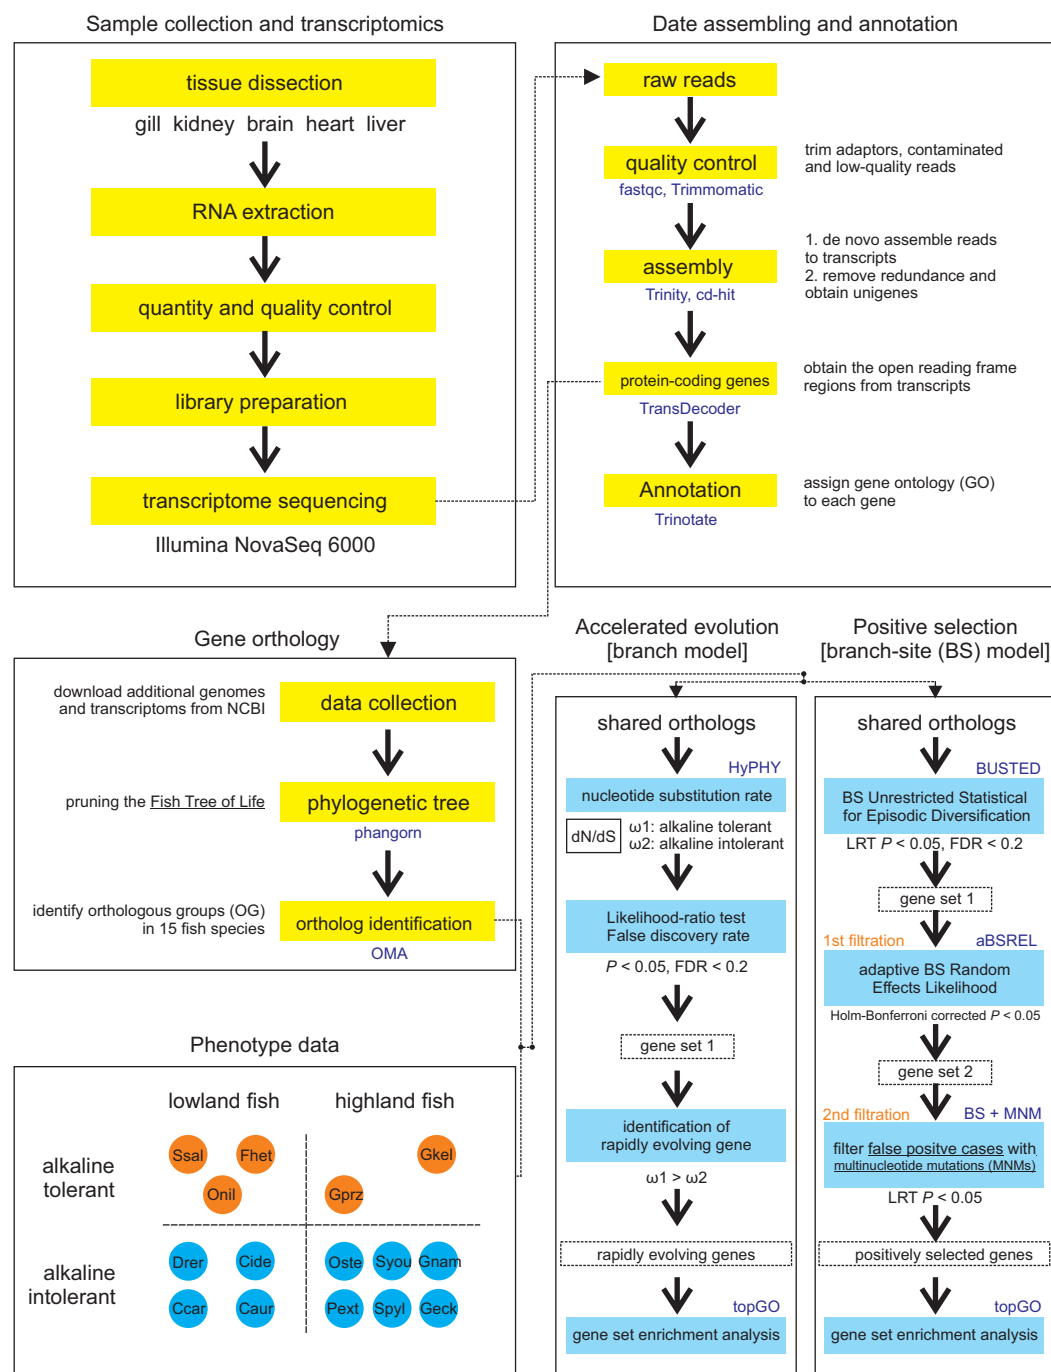 Sample collection and transcriptomics
tissue dissection
gill kidney brain heart liver
RNA extraction
quantity and quality control
library preparation
transcriptome sequencing
Illumina NovaSeq 6000
Date assembling and annotation
raw reads
quality control
fastqc, Trimmomatic
trim adaptors, contaminated
and low-quality reads
assembly
Trinity, cd-hit
1. de novo assemble reads
to transcripts
2. remove redundance and
obtain unigenes
protein-coding genes
TransDecoder
obtain the open reading frame
regions from transcripts
Annotation
Trinotate
assign gene ontology (GO)
to each gene
Gene orthology
download additional genomes
and transcriptoms from NCBI
data collection
pruning the Fish Tree of Life
phylogenetic tree
phangorn
identify orthologous groups (OG)
in 15 fish species
ortholog identification
OMA
Phenotype data
lowland fish
highland fish
alkaline
tolerant
Ssal
Fhet
Onil
Gkel
Gprz
alkaline
intolerant
Drer
Cide
Ccar
Caur
Oste
Syou
Gnam
Pext
Spyl
Geck
Accelerated evolution
[branch model]
shared orthologs
HyPHY
nucleotide substitution rate
dN/dS
ω1: alkaline tolerant
ω2: alkaline intolerant
Likelihood-ratio test
False discovery rate
P < 0.05, FDR < 0.2
gene set 1
identification of
rapidly evolving gene
ω1 > ω2
rapidly evolving genes
topGO
gene set enrichment analysis
Positive selection
[branch-site (BS) model]
shared orthologs
BUSTED
BS Unrestricted Statistical
for Episodic Diversification
LRT P < 0.05, FDR < 0.2
gene set 1
1st filtration
aBSREL
adaptive BS Random
Effects Likelihood
Holm-Bonferroni corrected P < 0.05
gene set 2
2nd filtration
BS + MNM
filter false positve cases with
multinucleotide mutations (MNMs)
LRT P < 0.05
positively selected genes
topGO
gene set enrichment analysis